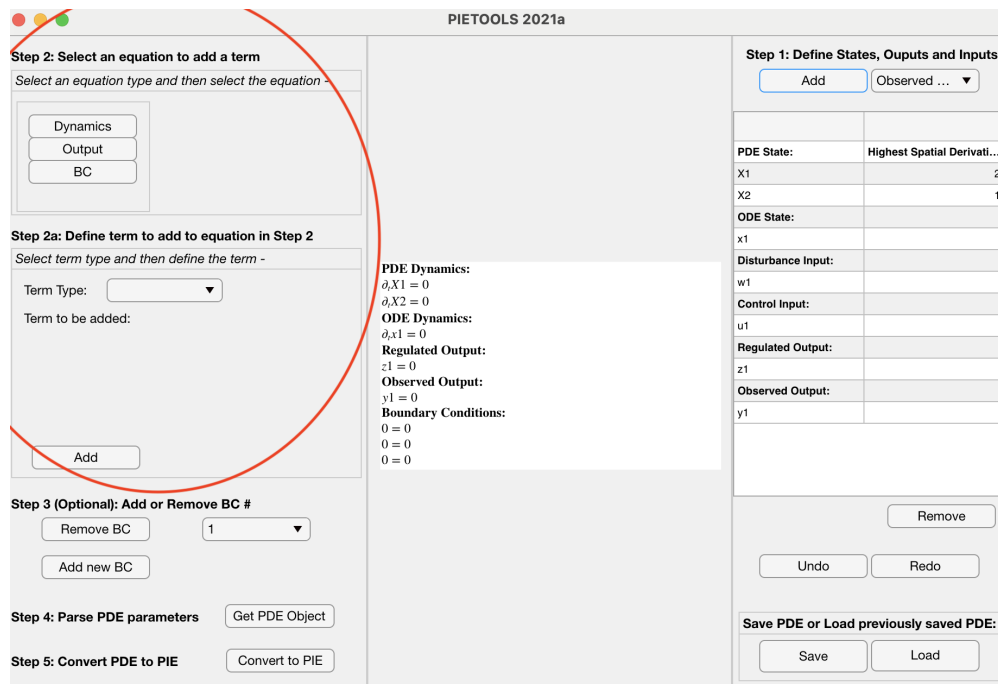 PIETOOLS 2021a
Step 2: Select an equation to add a term
Select an equation type and then select the equation -
Dynamics
Output
BC
Step 2a: Define term to add to equation in Step 2
Select term type and then define the term -
Term Type:
Term to be added:
Add
Step 3 (Optional): Add or Remove BC #
Remove BC
1
Add new BC
Step 4: Parse PDE parameters
Get PDE Object
Step 5: Convert PDE to PIE
Convert to PIE
PDE Dynamics:
∂ₜX1 = 0
∂ₜX2 = 0
ODE Dynamics:
∂ₜx1 = 0
Regulated Output:
z1 = 0
Observed Output:
y1 = 0
Boundary Conditions:
0 = 0
0 = 0
0 = 0
Step 1: Define States, Ouputs and Inputs
Add
Observed ...
PDE State: Highest Spatial Derivati...
X1 2
X2 1
ODE State:
x1
Disturbance Input:
w1
Control Input:
u1
Regulated Output:
z1
Observed Output:
y1
Remove
Undo
Redo
Save PDE or Load previously saved PDE:
Save
Load